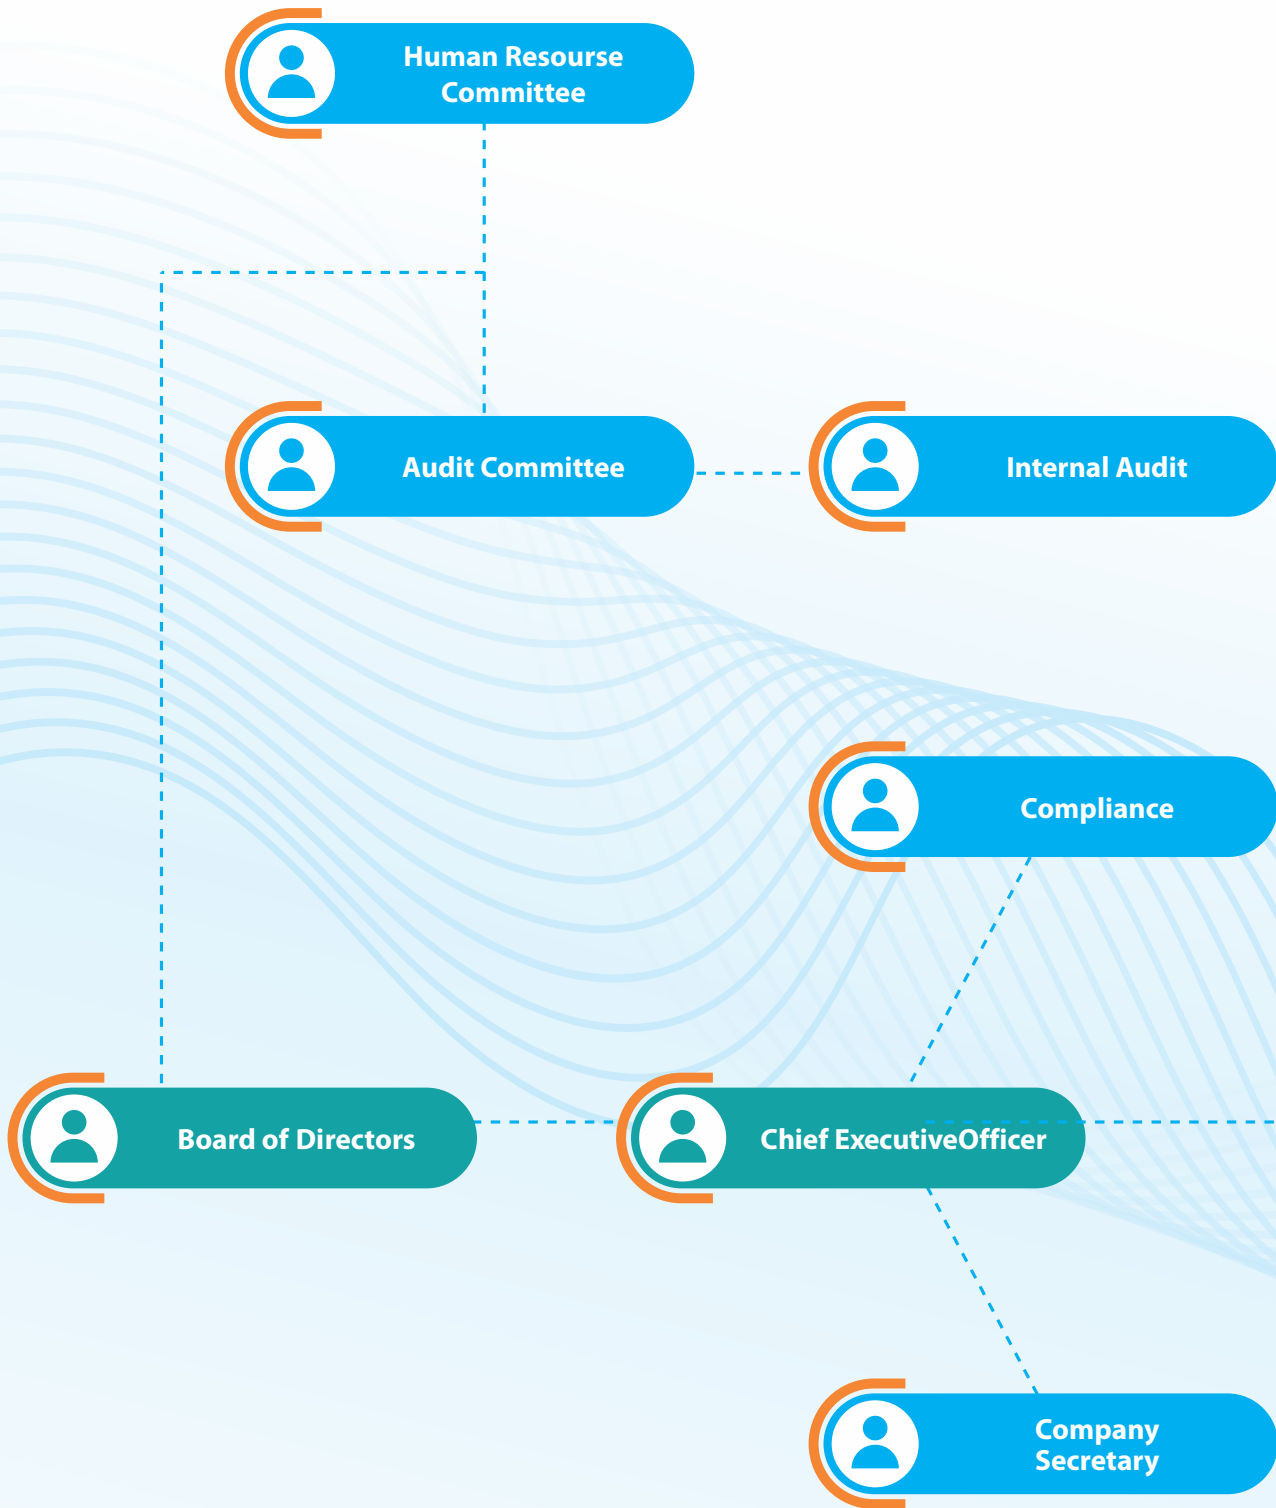 Human Resourse
Committee
Audit Committee
Internal Audit
Compliance
Board of Directors
Chief ExecutiveOfficer
Company
Secretary